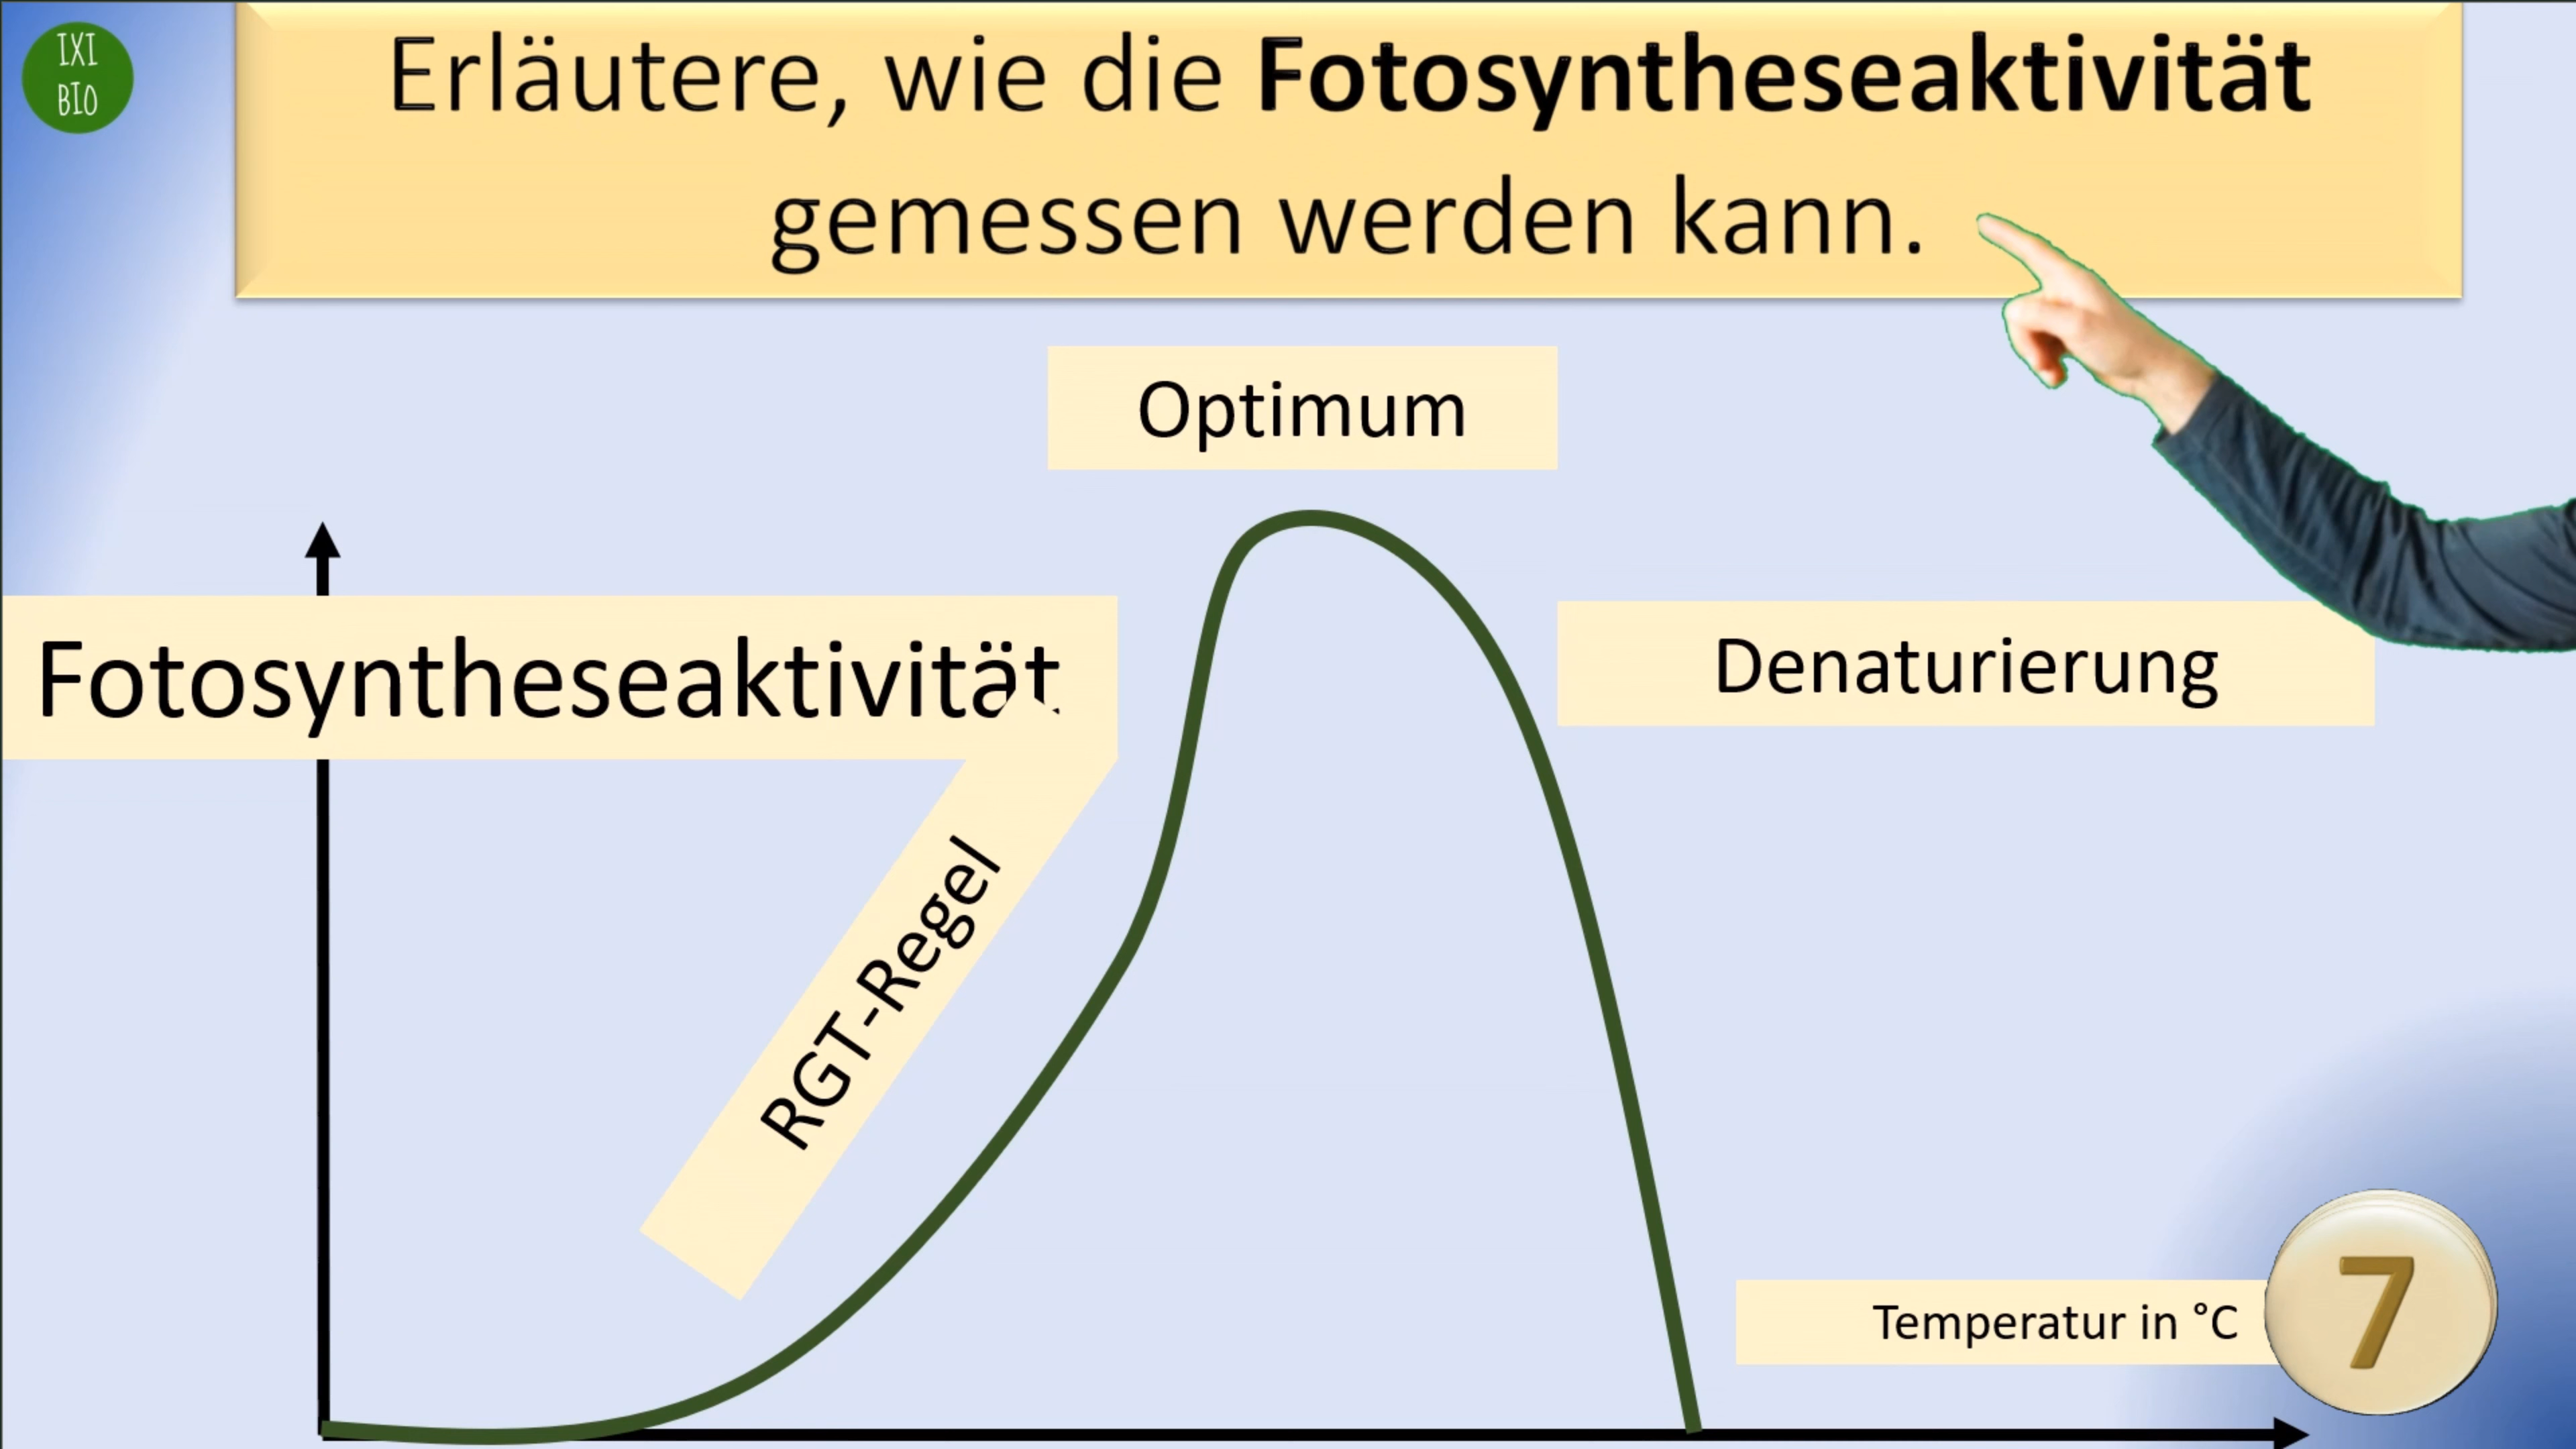 IXI
BIO
Erläutere, wie die Fotosyntheseaktivität
gemessen werden kann.
Optimum
Fotosyntheseaktivität
Denaturierung
RGT-Regel
Temperatur in °C
7